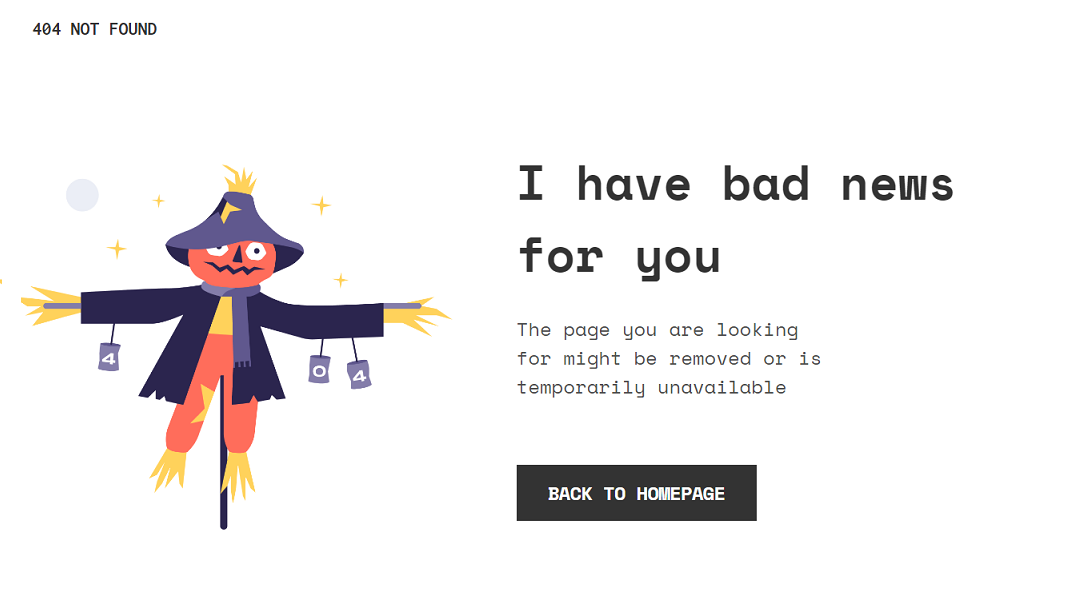 404 NOT FOUND
I have bad news
for you
4
0 4
The page you are looking
for might be removed or is
temporarily unavailable
BACK TO HOMEPAGE